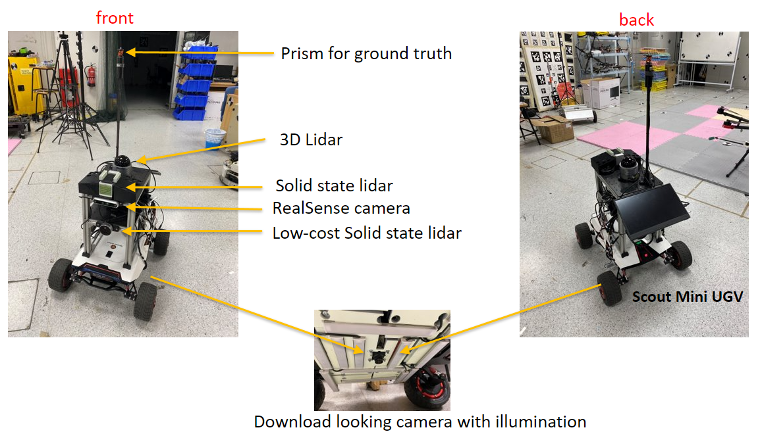 front
back
Prism for ground truth
3D Lidar
Solid state lidar
RealSense camera
Low-cost Solid state lidar
Scout Mini UGV
Download looking camera with illumination